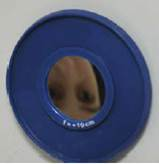 f = +10cm